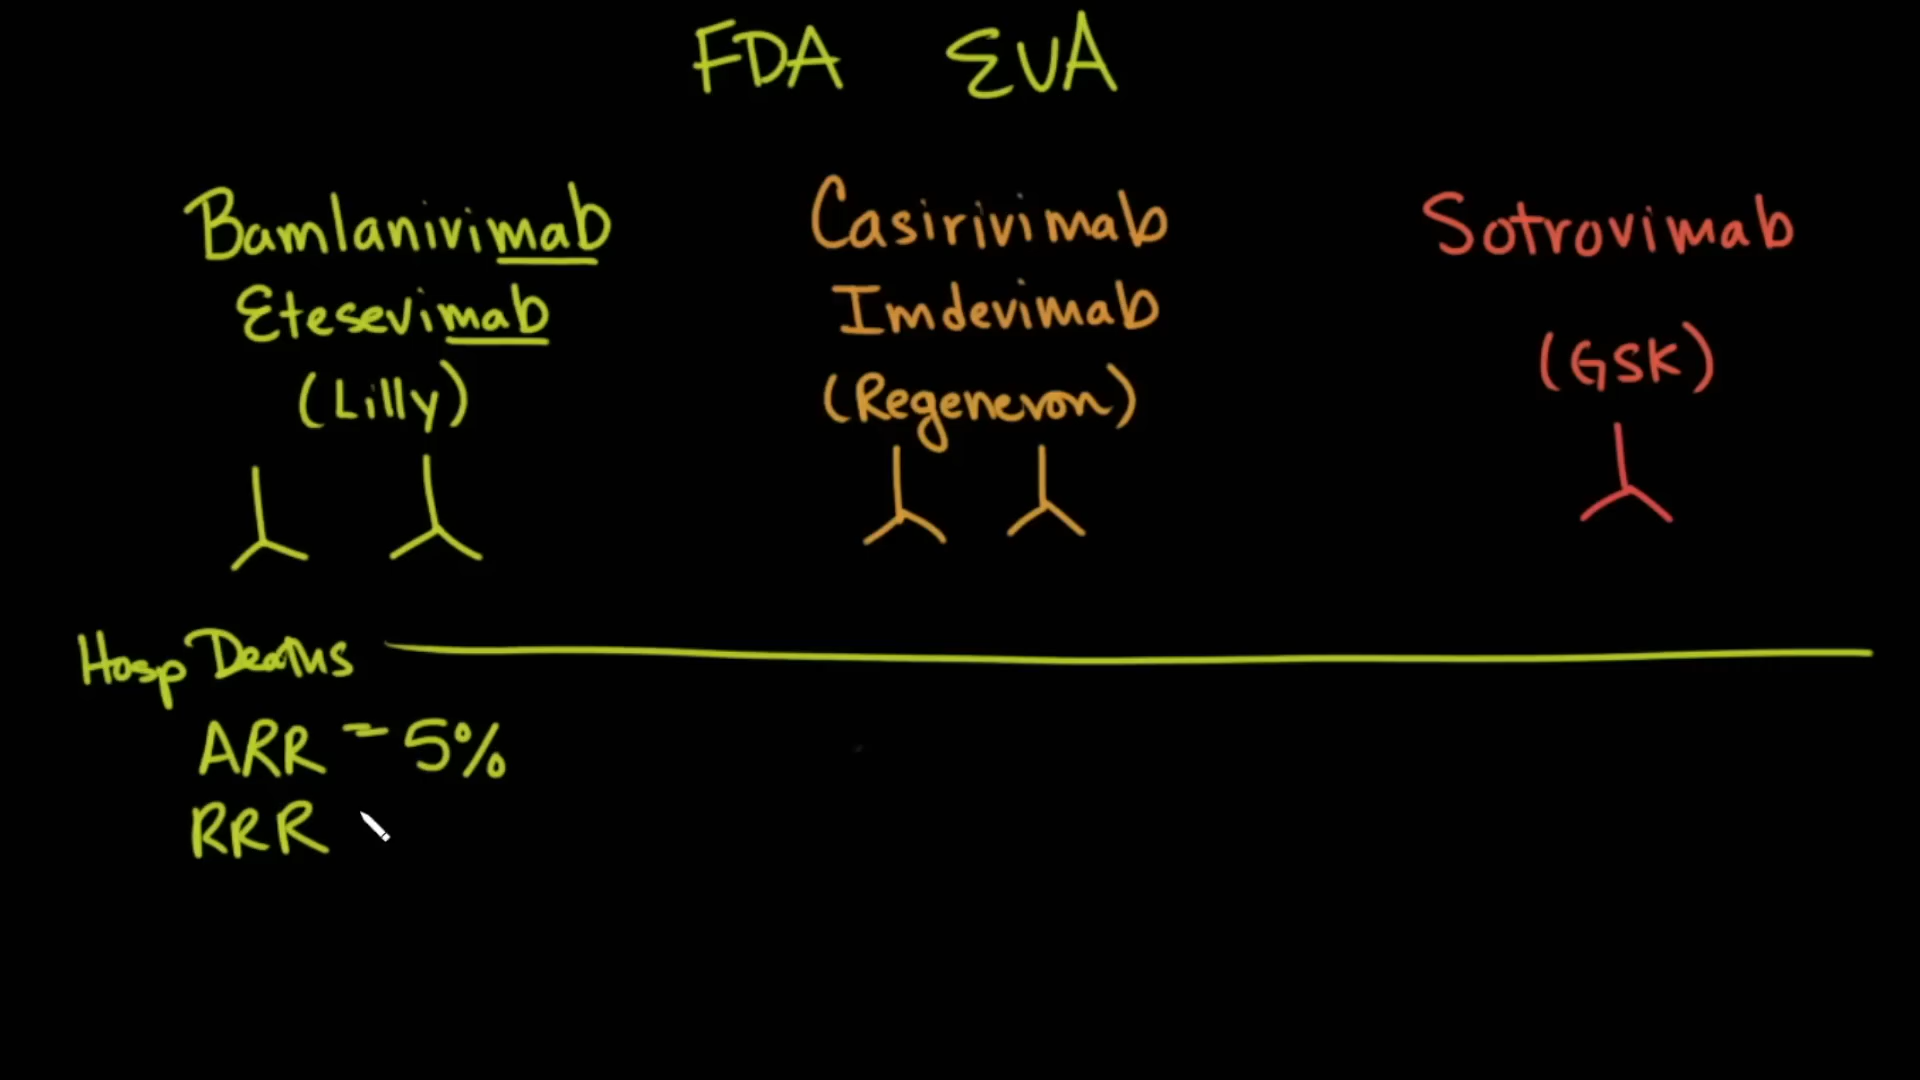 FDA EUA
Bamlanivimab
Etesevimab
(Lilly)
Casirivimab
Imdevimab
(Regeneron)
Sotrovimab
(GSK)
Hosp Deaths
ARR = 5%
RRR